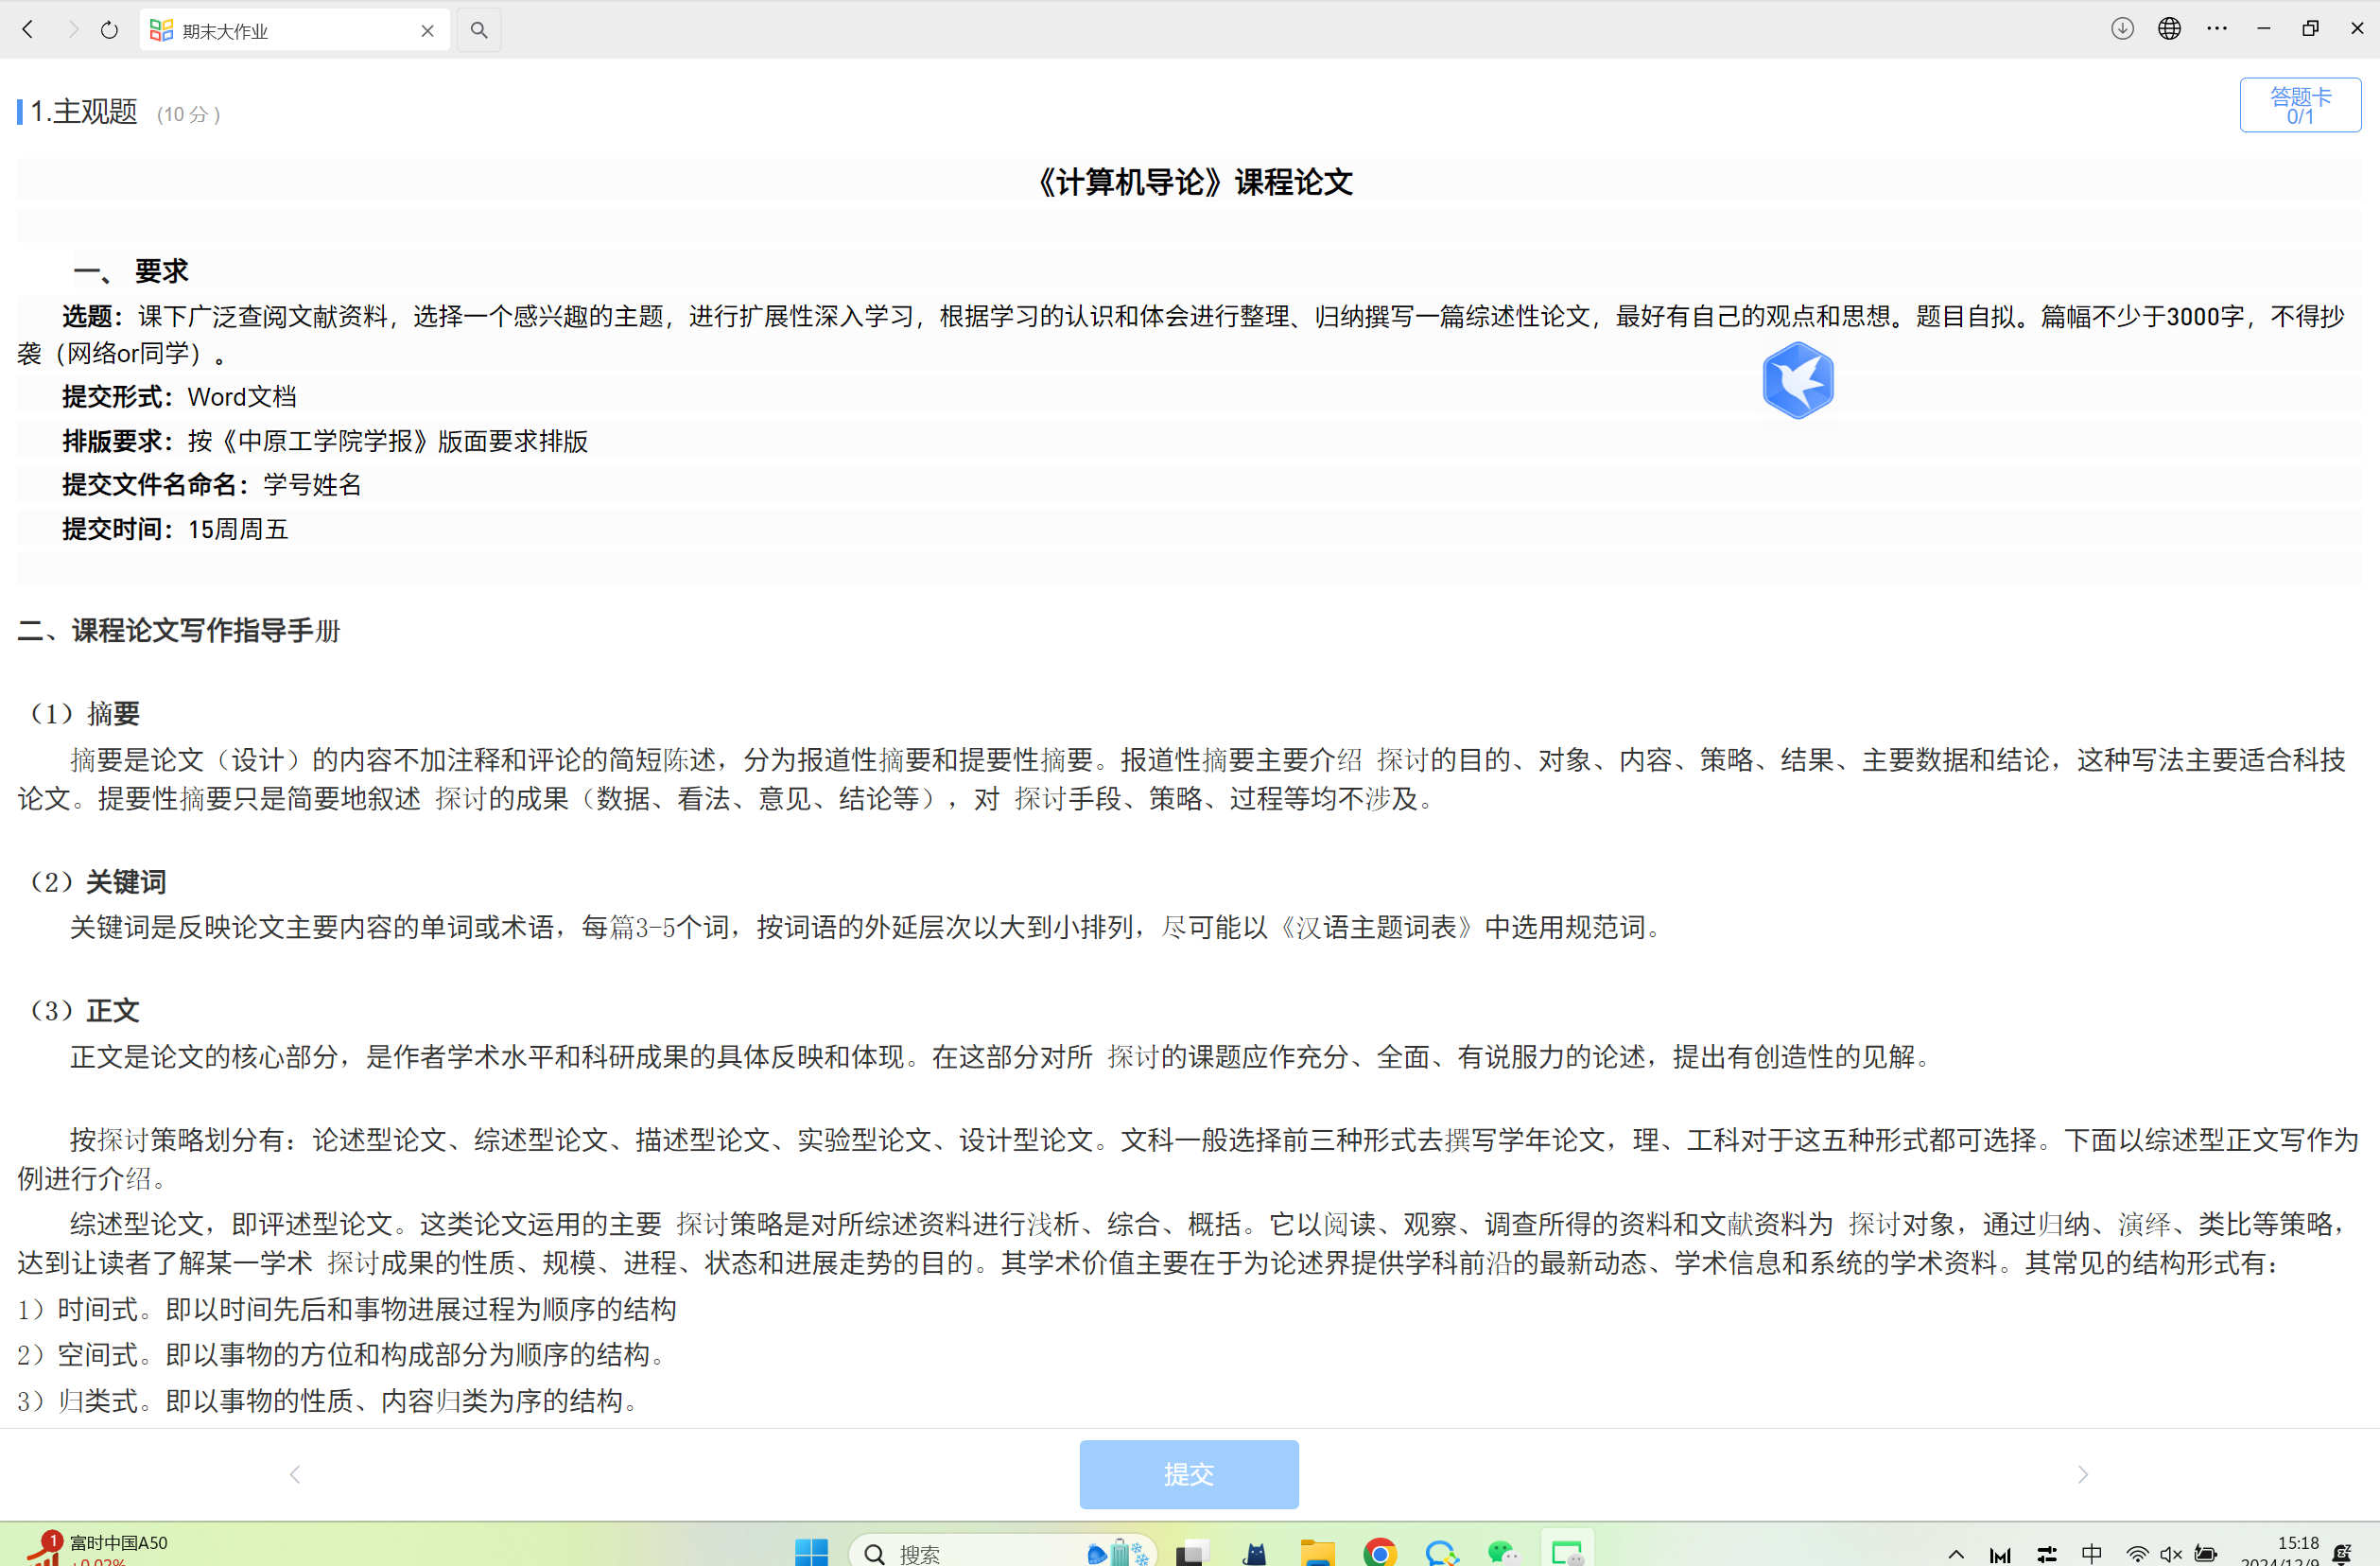 期末大作业
1.主观题 (10 分 )
答题卡
0/1
《计算机导论》课程论文
一、 要求
选题：课下广泛查阅文献资料，选择一个感兴趣的主题，进行扩展性深入学习，根据学习的认识和体会进行整理、归纳撰写一篇综述性论文，最好有自己的观点和思想。题目自拟。篇幅不少于3000字，不得抄
袭（网络or同学）。
提交形式：Word文档
排版要求：按《中原工学院学报》版面要求排版
提交文件名命名：学号姓名
提交时间：15周周五
二、课程论文写作指导手册
（1）摘要
摘要是论文（设计）的内容不加注释和评论的简短陈述，分为报道性摘要和提要性摘要。报道性摘要主要介绍 探讨的目的、对象、内容、策略、结果、主要数据和结论，这种写法主要适合科技
论文。提要性摘要只是简要地叙述 探讨的成果（数据、看法、意见、结论等），对 探讨手段、策略、过程等均不涉及。
（2）关键词
关键词是反映论文主要内容的单词或术语，每篇3-5个词，按词语的外延层次以大到小排列，尽可能以《汉语主题词表》中选用规范词。
（3）正文
正文是论文的核心部分，是作者学术水平和科研成果的具体反映和体现。在这部分对所 探讨的课题应作充分、全面、有说服力的论述，提出有创造性的见解。
按探讨策略划分有：论述型论文、综述型论文、描述型论文、实验型论文、设计型论文。文科一般选择前三种形式去撰写学年论文，理、工科对于这五种形式都可选择。下面以综述型正文写作为
例进行介绍。
综述型论文，即评述型论文。这类论文运用的主要 探讨策略是对所综述资料进行浅析、综合、概括。它以阅读、观察、调查所得的资料和文献资料为 探讨对象，通过归纳、演绎、类比等策略，
达到让读者了解某一学术 探讨成果的性质、规模、进程、状态和进展走势的目的。其学术价值主要在于为论述界提供学科前沿的最新动态、学术信息和系统的学术资料。其常见的结构形式有：
1）时间式。即以时间先后和事物进展过程为顺序的结构
2）空间式。即以事物的方位和构成部分为顺序的结构。
3）归类式。即以事物的性质、内容归类为序的结构。
提交
1
富时中国A50
+0.02%
搜索
中
15:18
2024/12/9